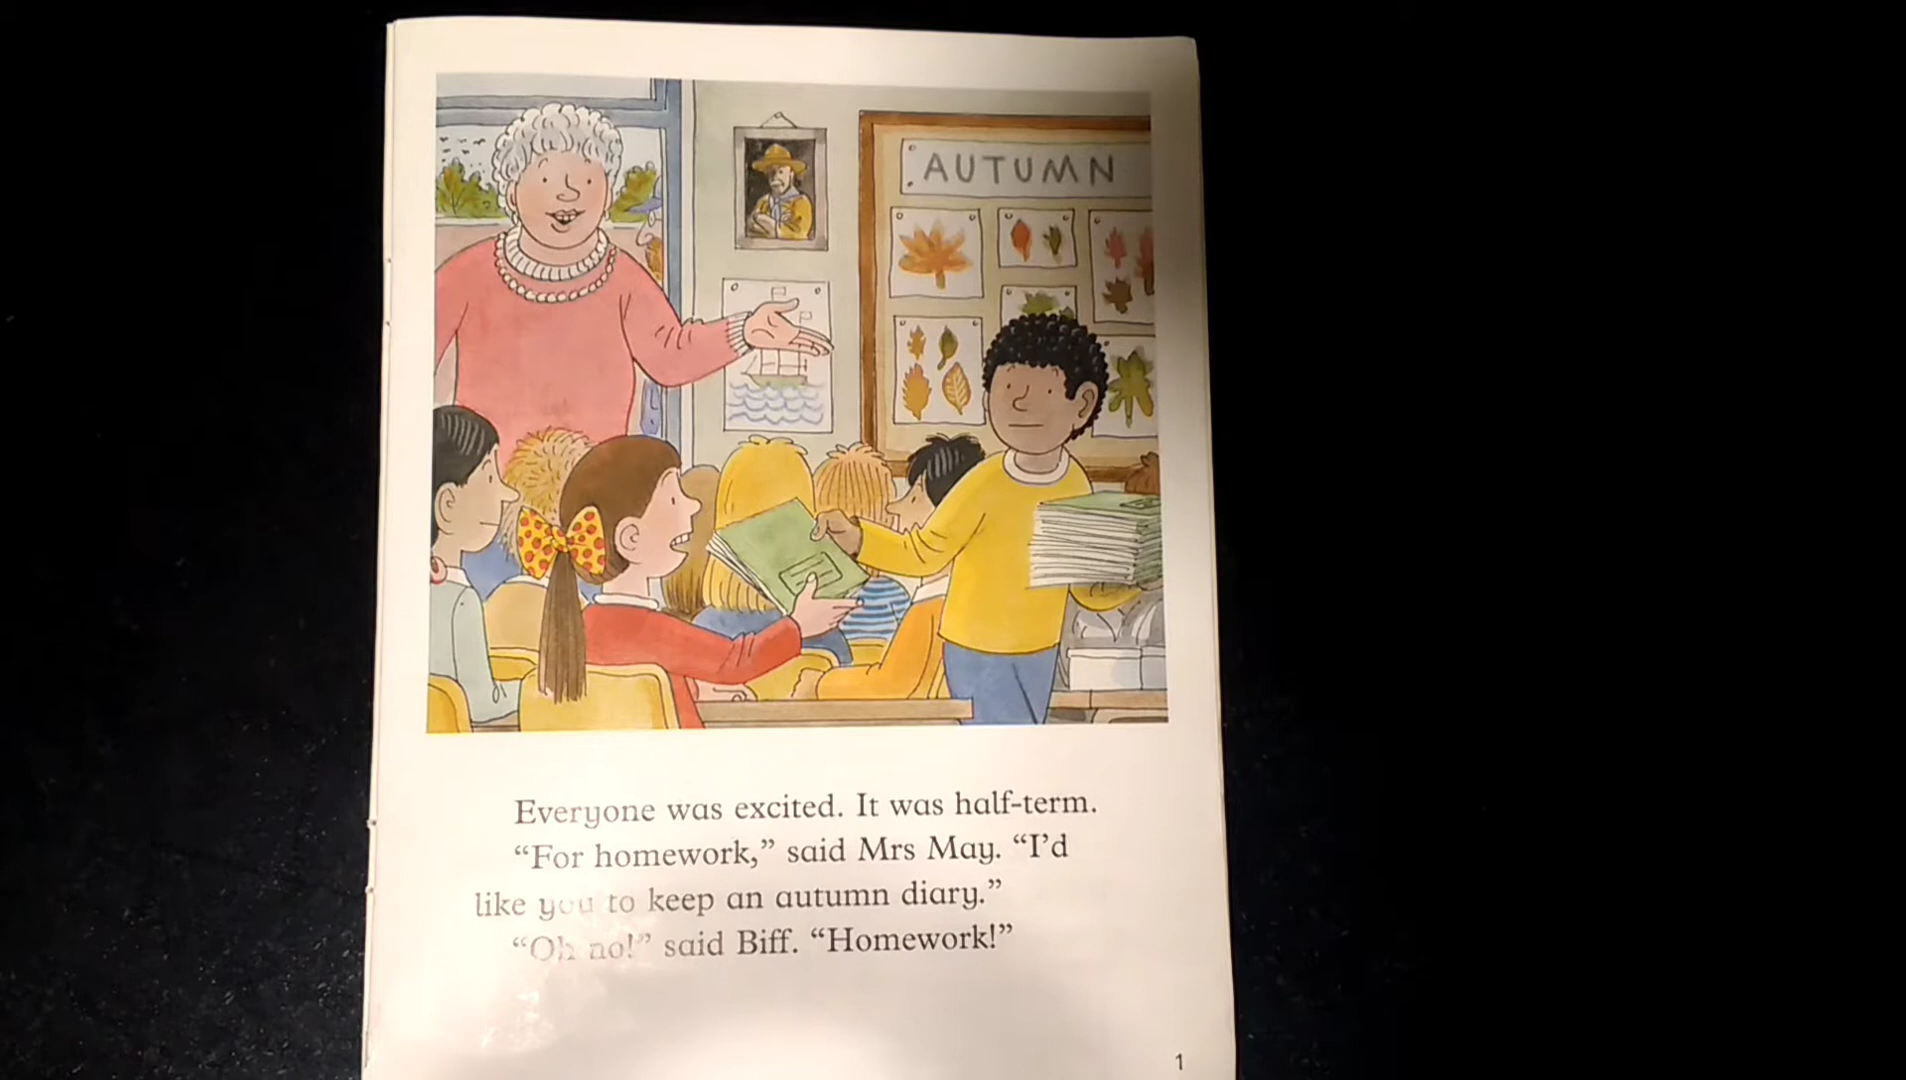 AUTUMN
Everyone was excited. It was half-term.
“For homework,” said Mrs May. “I’d
like you to keep an autumn diary.”
“Oh no!” said Biff. “Homework!”
1